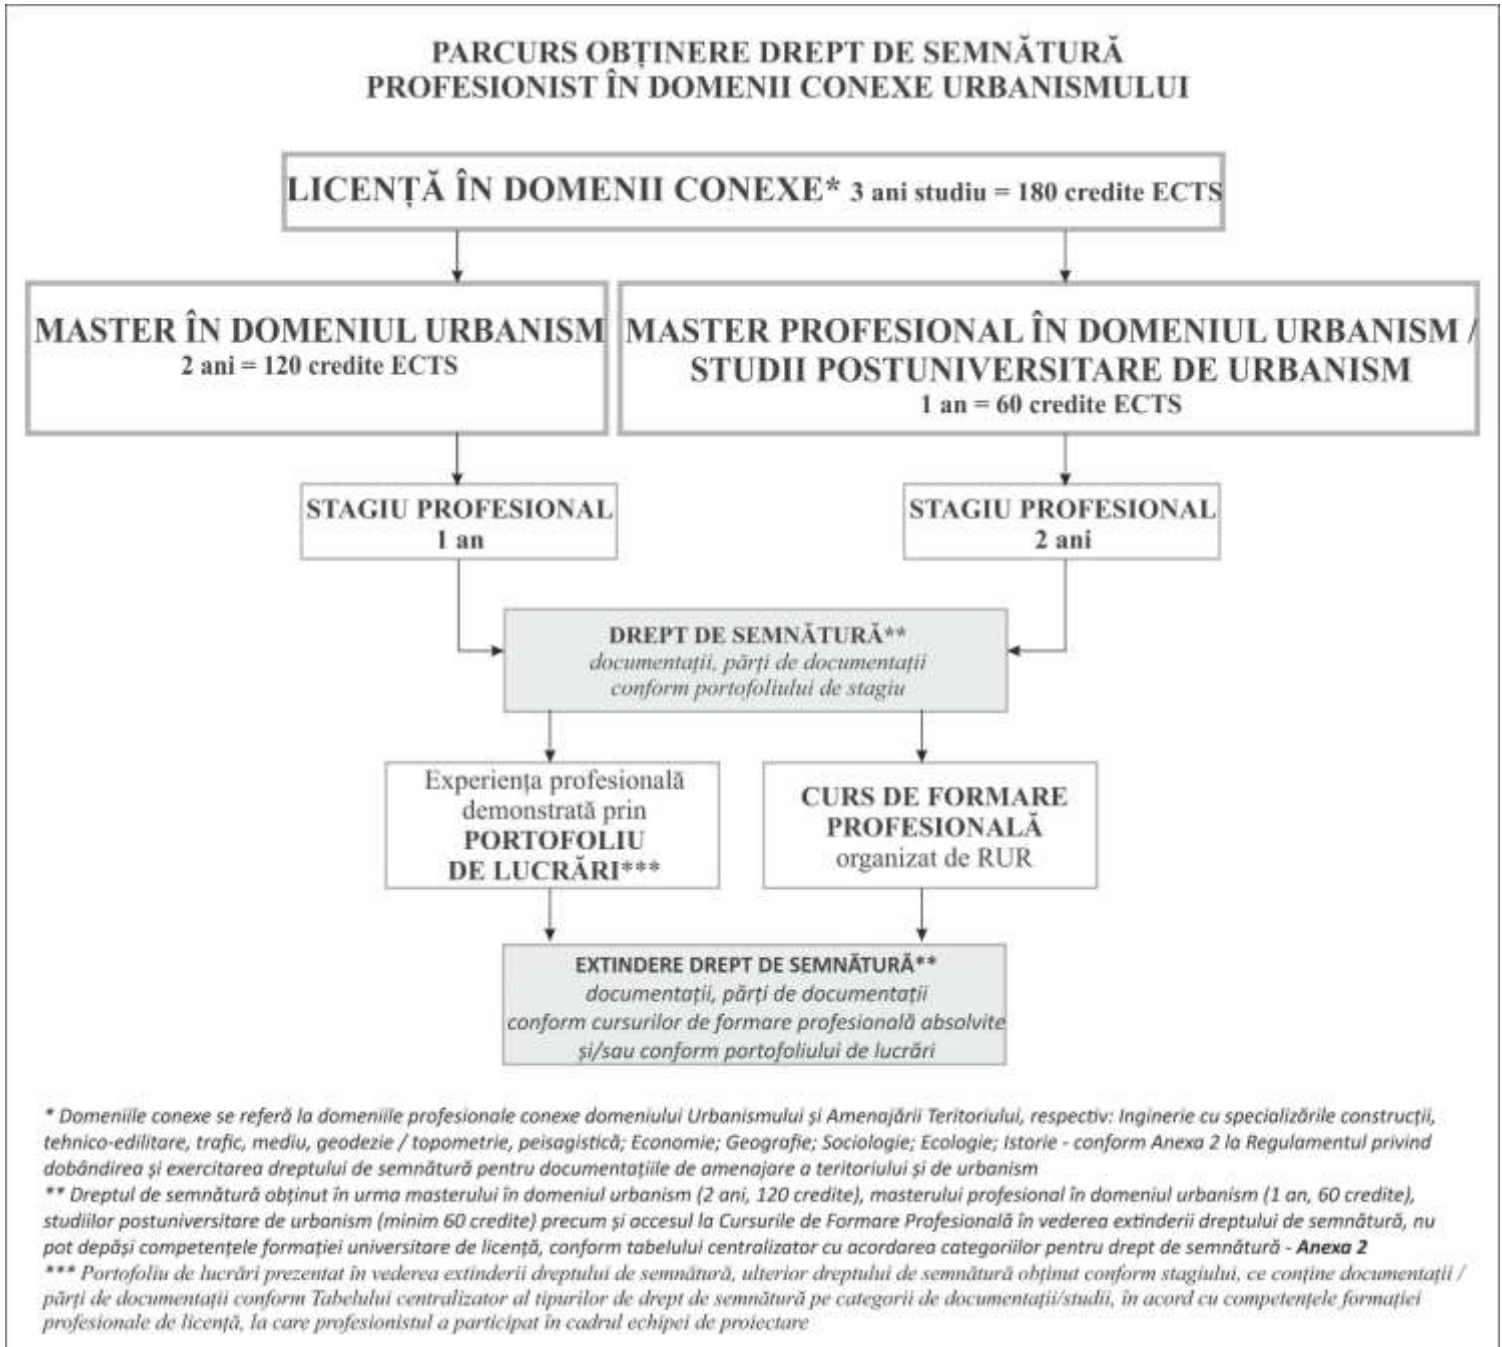 PARCURS OBȚINERE DREPT DE SEMNĂTURĂ
PROFESIONIST ÎN DOMENII CONEXE URBANISMULUI
LICENȚĂ ÎN DOMENII CONEXE* 3 ani studiu = 180 credite ECTS
MASTER ÎN DOMENIUL URBANISM
2 ani = 120 credite ECTS
MASTER PROFESIONAL ÎN DOMENIUL URBANISM /
STUDII POSTUNIVERSITARE DE URBANISM
1 an = 60 credite ECTS
STAGIU PROFESIONAL
1 an
STAGIU PROFESIONAL
2 ani
DREPT DE SEMNĂTURĂ**
documentații, părți de documentații
conform portofoliului de stagiu
Experiența profesională
demonstrată prin
PORTOFOLIU
DE LUCRĂRI***
CURS DE FORMARE
PROFESIONALĂ
organizat de RUR
EXTINDERE DREPT DE SEMNĂTURĂ**
documentații, părți de documentații
conform cursurilor de formare profesională absolvite
și/sau conform portofoliului de lucrări
* Domeniile conexe se referă la domeniile profesionale conexe domeniului Urbanismului și Amenajării Teritoriului, respectiv: Inginerie cu specializările construcții,
tehnico-edilitare, trafic, mediu, geodezie / topometrie, peisagistică; Economie; Geografie; Sociologie; Ecologie; Istorie - conform Anexa 2 la Regulamentul privind
dobândirea și exercitarea dreptului de semnătură pentru documentațiile de amenajare a teritoriului și de urbanism
** Dreptul de semnătură obținut în urma masterului în domeniul urbanism (2 ani, 120 credite), masterului profesional în domeniul urbanism (1 an, 60 credite),
studiilor postuniversitare de urbanism (minim 60 credite) precum și accesul la Cursurile de Formare Profesională în vederea extinderii dreptului de semnătură, nu
pot depăși competențele formației universitare de licență, conform tabelului centralizator cu acordarea categoriilor pentru drept de semnătură - Anexa 2
*** Portofoliu de lucrări prezentat în vederea extinderii dreptului de semnătură, ulterior dreptului de semnătură obținut conform stagiului, ce conține documentații /
părți de documentații conform Tabelului centralizator al tipurilor de drept de semnătură pe categorii de documentații/studii, în acord cu competențele formației
profesionale de licență, la care profesionistul a participat în cadrul echipei de proiectare